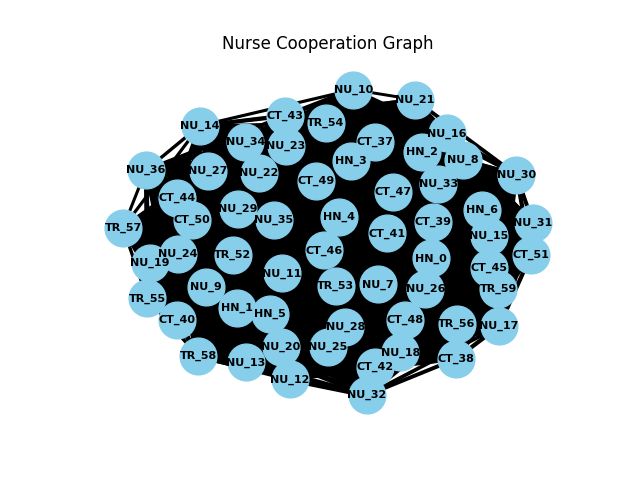 Nurse Cooperation Graph
NU_10
NU_21
CT_43
TR_54
NU_14
NU_16
NU_34
CT_37
NU_23
HN_2
HN_3
NU_8
NU_36
NU_27
NU_22
NU_30
CT_49
NU_33
CT_47
CT_44
NU_29
HN_6
CT_50
NU_35
HN_4
CT_39
NU_31
TR_57
CT_41
NU_15
CT_46
NU_24
TR_52
CT_51
HN_0
NU_19
CT_45
NU_11
NU_7
TR_53
NU_9
NU_26
TR_59
TR_55
HN_1
HN_5
CT_40
CT_48
TR_56
NU_17
NU_28
NU_20
NU_25
NU_18
TR_58
CT_38
NU_13
CT_42
NU_12
NU_32